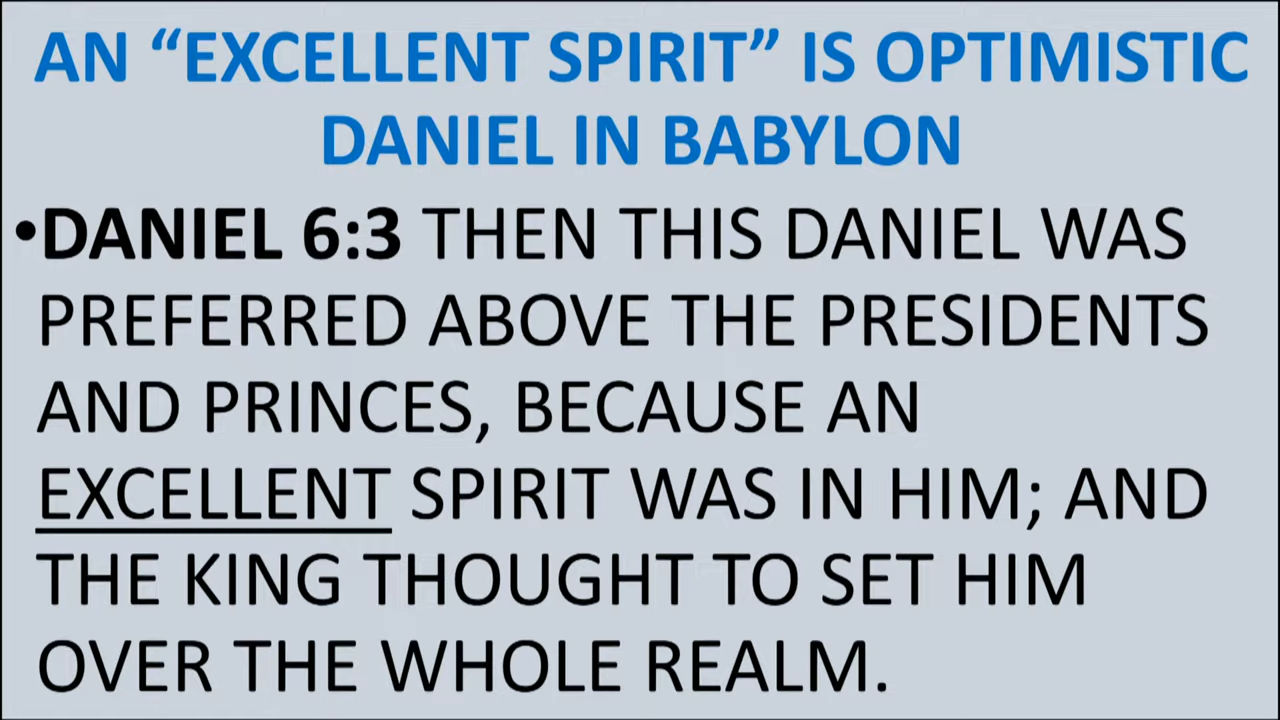 AN “EXCELLENT SPIRIT” IS OPTIMISTIC
DANIEL IN BABYLON
•DANIEL 6:3 THEN THIS DANIEL WAS
PREFERRED ABOVE THE PRESIDENTS
AND PRINCES, BECAUSE AN
EXCELLENT SPIRIT WAS IN HIM; AND
THE KING THOUGHT TO SET HIM
OVER THE WHOLE REALM.